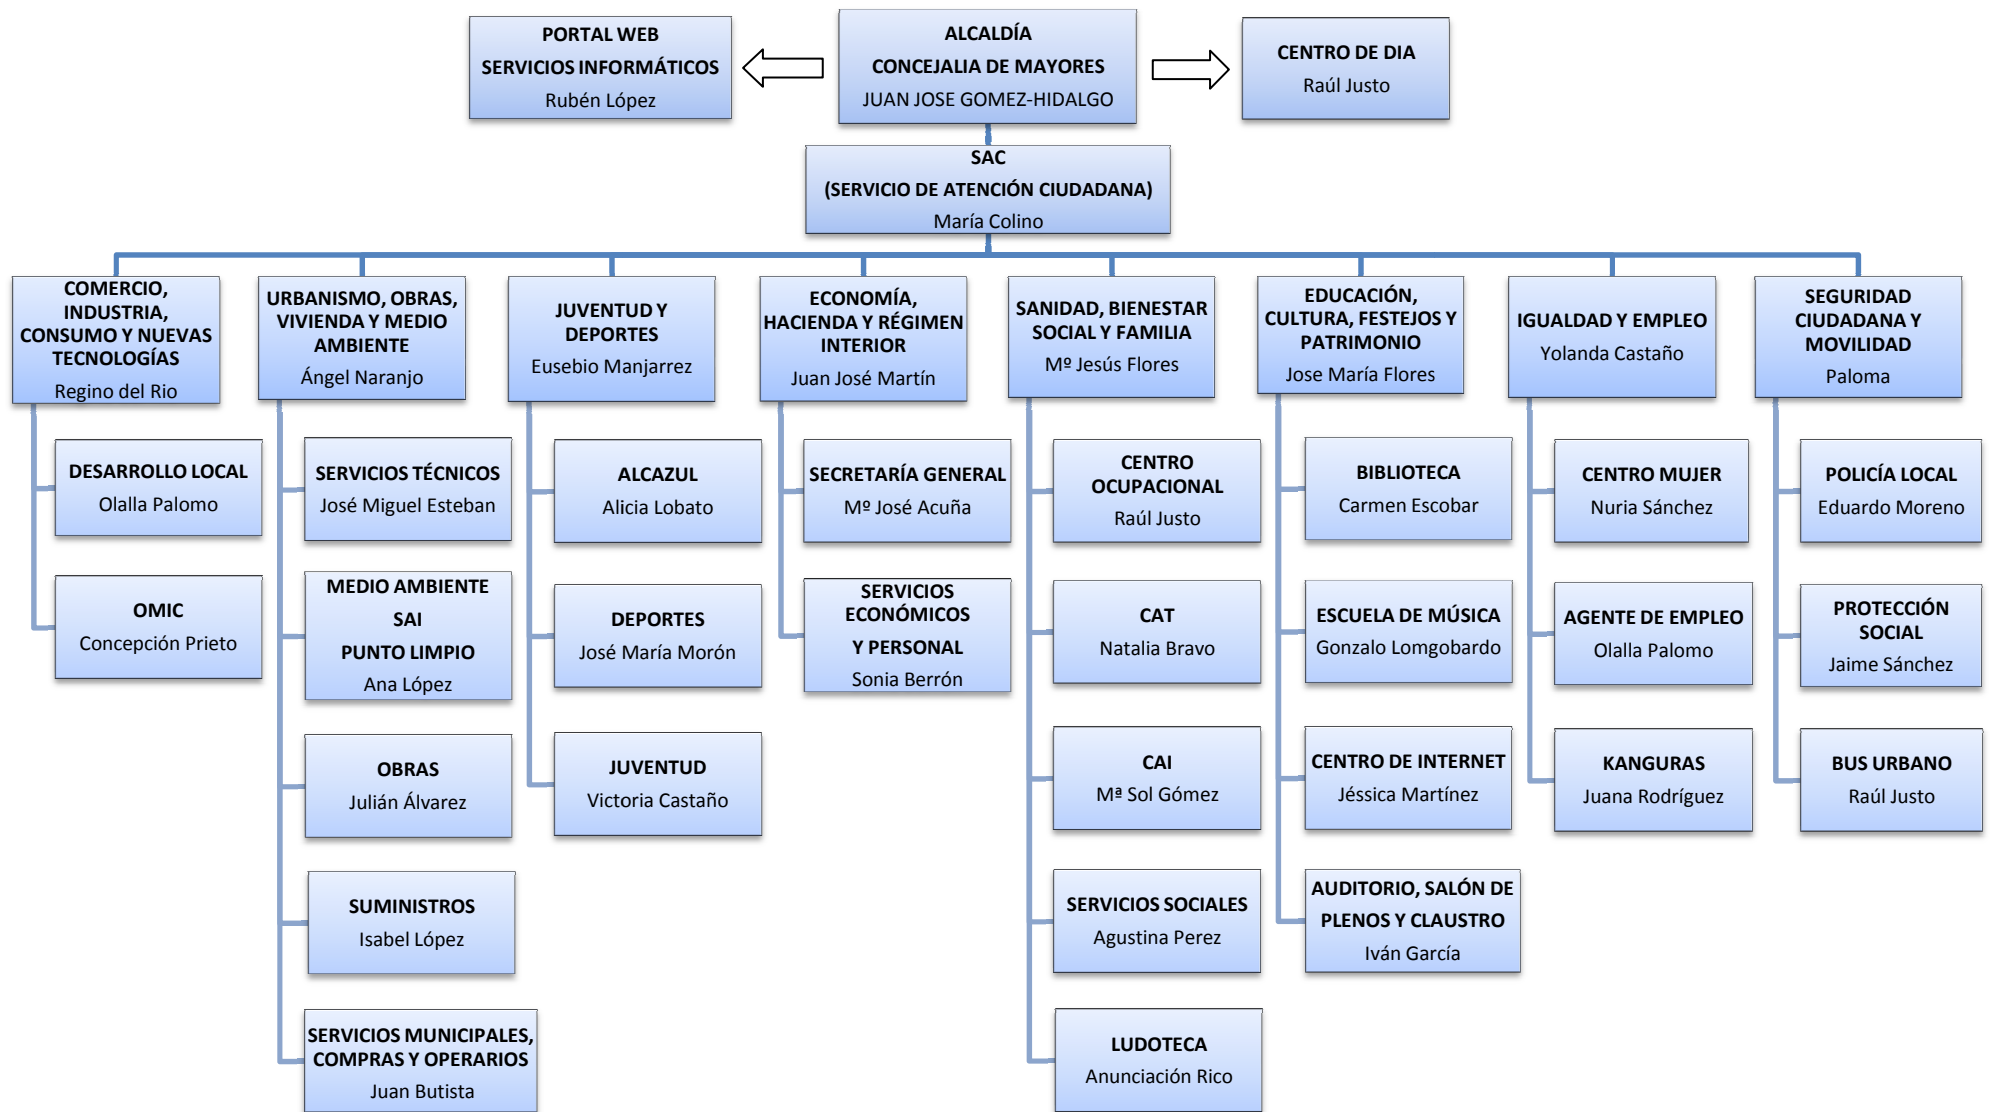 PORTAL WEB
SERVICIOS INFORMÁTICOS
Rubén López
ALCALDÍA
CONCEJALIA DE MAYORES
JUAN JOSE GOMEZ-HIDALGO
CENTRO DE DIA
Raúl Justo
SAC
(SERVICIO DE ATENCIÓN CIUDADANA)
María Colino
COMERCIO,
INDUSTRIA,
CONSUMO Y NUEVAS
TECNOLOGÍAS
Regino del Rio
URBANISMO, OBRAS,
VIVIENDA Y MEDIO
AMBIENTE
Ángel Naranjo
JUVENTUD Y
DEPORTES
Eusebio Manjarrez
ECONOMÍA,
HACIENDA Y RÉGIMEN
INTERIOR
Juan José Martín
SANIDAD, BIENESTAR
SOCIAL Y FAMILIA
Mº Jesús Flores
EDUCACIÓN,
CULTURA, FESTEJOS Y
PATRIMONIO
Jose María Flores
IGUALDAD Y EMPLEO
Yolanda Castaño
SEGURIDAD
CIUDADANA Y
MOVILIDAD
Paloma
DESARROLLO LOCAL
Olalla Palomo
OMIC
Concepción Prieto
SERVICIOS TÉCNICOS
José Miguel Esteban
MEDIO AMBIENTE
SAI
PUNTO LIMPIO
Ana López
OBRAS
Julián Álvarez
SUMINISTROS
Isabel López
SERVICIOS MUNICIPALES,
COMPRAS Y OPERARIOS
Juan Butista
ALCAZUL
Alicia Lobato
DEPORTES
José María Morón
JUVENTUD
Victoria Castaño
SECRETARÍA GENERAL
Mº José Acuña
SERVICIOS
ECONÓMICOS
Y PERSONAL
Sonia Berrón
CENTRO
OCUPACIONAL
Raúl Justo
CAT
Natalia Bravo
CAI
Mª Sol Gómez
SERVICIOS SOCIALES
Agustina Perez
LUDOTECA
Anunciación Rico
BIBLIOTECA
Carmen Escobar
ESCUELA DE MÚSICA
Gonzalo Lomgobardo
CENTRO DE INTERNET
Jéssica Martínez
AUDITORIO, SALÓN DE
PLENOS Y CLAUSTRO
Iván García
CENTRO MUJER
Nuria Sánchez
AGENTE DE EMPLEO
Olalla Palomo
KANGURAS
Juana Rodríguez
POLICÍA LOCAL
Eduardo Moreno
PROTECCIÓN
SOCIAL
Jaime Sánchez
BUS URBANO
Raúl Justo